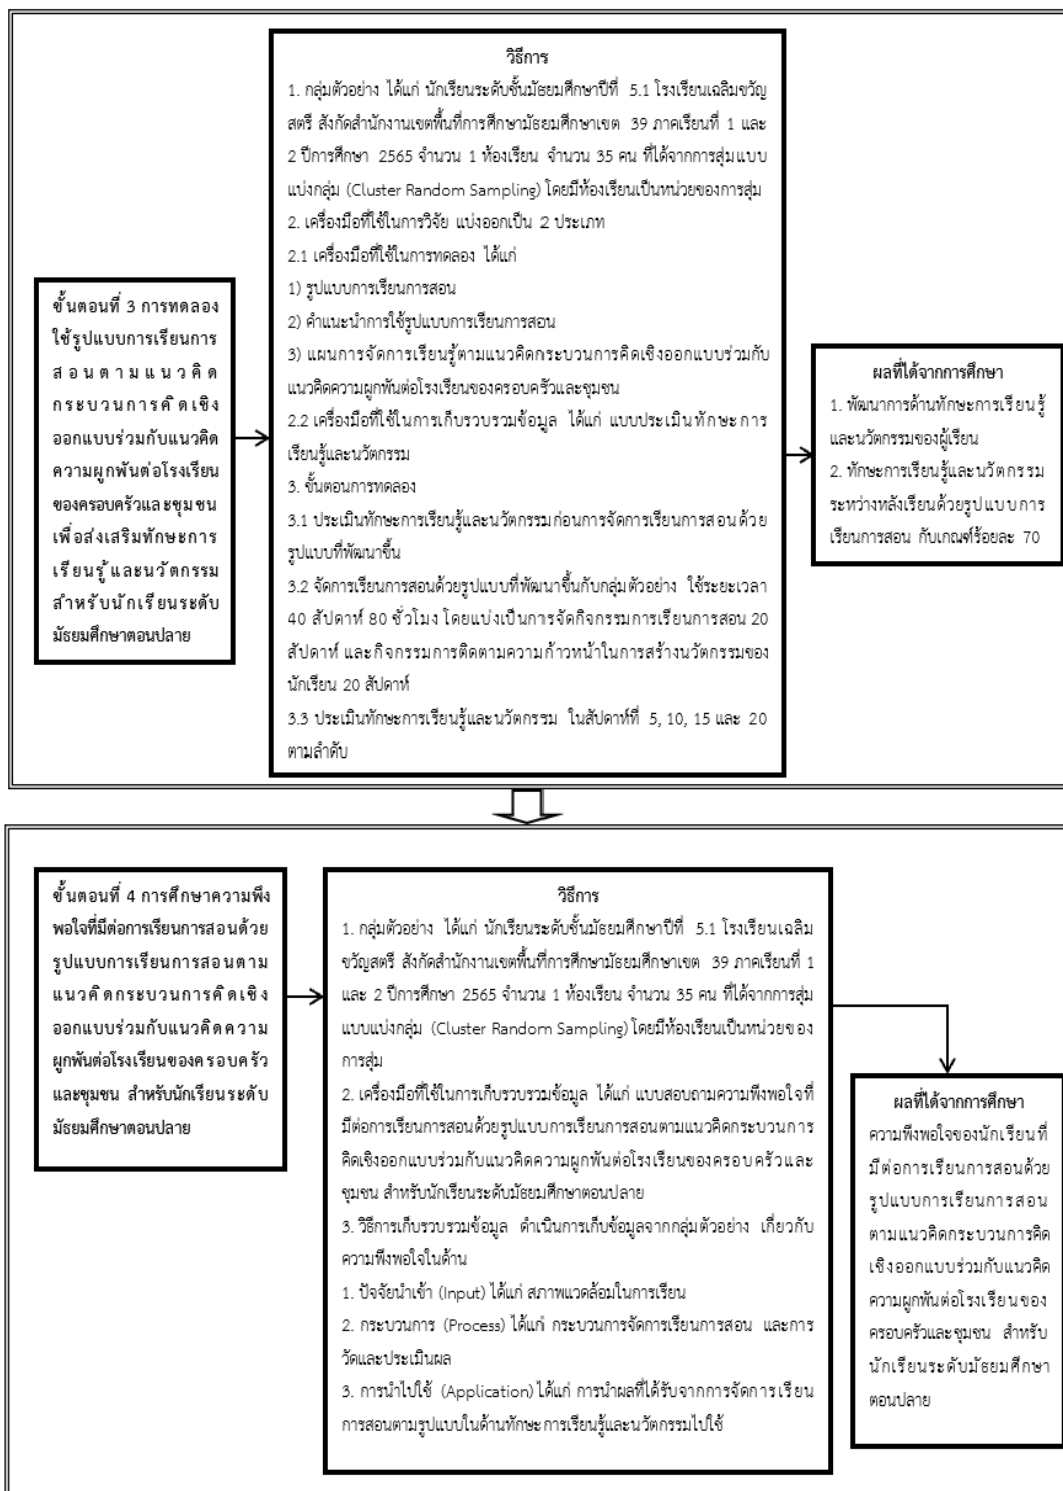 ขั้นตอนที่ 3 การทดลอง
ใช้รูปแบบการเรียนการ
สอนตามแนวคิด
กระบวนการคิดเชิง
ออกแบบร่วมกับแนวคิด
ความผูกพันต่อโรงเรียน
ของครอบครัวและชุมชน
เพื่อส่งเสริมทักษะการ
เรียนรู้และนวัตกรรม
สำหรับนักเรียนระดับ
มัธยมศึกษาตอนปลาย
วิธีการ
1. กลุ่มตัวอย่าง ได้แก่ นักเรียนระดับชั้นมัธยมศึกษาปีที่ 5.1 โรงเรียนเฉลิมขวัญ
สตรี สังกัดสำนักงานเขตพื้นที่การศึกษามัธยมศึกษาเขต 39 ภาคเรียนที่ 1 และ
2 ปีการศึกษา 2565 จำนวน 1 ห้องเรียน จำนวน 35 คน ที่ได้จากการสุ่มแบบ
แบ่งกลุ่ม (Cluster Random Sampling) โดยมีห้องเรียนเป็นหน่วยของการสุ่ม
2. เครื่องมือที่ใช้ในการวิจัย แบ่งออกเป็น 2 ประเภท
2.1 เครื่องมือที่ใช้ในการทดลอง ได้แก่
1) รูปแบบการเรียนการสอน
2) คำแนะนำการใช้รูปแบบการเรียนการสอน
3) แผนการจัดการเรียนรู้ตามแนวคิดกระบวนการคิดเชิงออกแบบร่วมกับ
แนวคิดความผูกพันต่อโรงเรียนของครอบครัวและชุมชน
2.2 เครื่องมือที่ใช้ในการเก็บรวบรวมข้อมูล ได้แก่ แบบประเมินทักษะการ
เรียนรู้และนวัตกรรม
3. ขั้นตอนการทดลอง
3.1 ประเมินทักษะการเรียนรู้และนวัตกรรมก่อนการจัดการเรียนการสอนด้วย
รูปแบบที่พัฒนาขึ้น
3.2 จัดการเรียนการสอนด้วยรูปแบบที่พัฒนาขึ้นกับกลุ่มตัวอย่าง ใช้ระยะเวลา
40 สัปดาห์ 80 ชั่วโมง โดยแบ่งเป็นการจัดกิจกรรมการเรียนการสอน 20
สัปดาห์ และกิจกรรมการติดตามความก้าวหน้าในการสร้างนวัตกรรมของ
นักเรียน 20 สัปดาห์
3.3 ประเมินทักษะการเรียนรู้และนวัตกรรม ในสัปดาห์ที่ 5, 10, 15 และ 20
ตามลำดับ
ผลที่ได้จากการศึกษา
1. พัฒนาการด้านทักษะการเรียนรู้
และนวัตกรรมของผู้เรียน
2. ทักษะการเรียนรู้และนวัตกรรม
ระหว่างหลังเรียนด้วยรูปแบบการ
เรียนการสอน กับเกณฑ์ร้อยละ 70
ขั้นตอนที่ 4 การศึกษาความพึง
พอใจที่มีต่อการเรียนการสอนด้วย
รูปแบบการเรียนการสอนตาม
แนวคิดกระบวนการคิดเชิง
ออกแบบร่วมกับแนวคิดความ
ผูกพันต่อโรงเรียนของครอบครัว
และชุมชน สำหรับนักเรียนระดับ
มัธยมศึกษาตอนปลาย
วิธีการ
1. กลุ่มตัวอย่าง ได้แก่ นักเรียนระดับชั้นมัธยมศึกษาปีที่ 5.1 โรงเรียนเฉลิม
ขวัญสตรี สังกัดสำนักงานเขตพื้นที่การศึกษามัธยมศึกษาเขต 39 ภาคเรียนที่ 1
และ 2 ปีการศึกษา 2565 จำนวน 1 ห้องเรียน จำนวน 35 คน ที่ได้จากการสุ่ม
แบบแบ่งกลุ่ม (Cluster Random Sampling) โดยมีห้องเรียนเป็นหน่วยของ
การสุ่ม
2. เครื่องมือที่ใช้ในการเก็บรวบรวมข้อมูล ได้แก่ แบบสอบถามความพึงพอใจที่
มีต่อการเรียนการสอนด้วยรูปแบบการเรียนการสอนตามแนวคิดกระบวนการ
คิดเชิงออกแบบร่วมกับแนวคิดความผูกพันต่อโรงเรียนของครอบครัวและ
ชุมชน สำหรับนักเรียนระดับมัธยมศึกษาตอนปลาย
3. วิธีการเก็บรวบรวมข้อมูล ดำเนินการเก็บข้อมูลจากกลุ่มตัวอย่าง เกี่ยวกับ
ความพึงพอใจในด้าน
1. ปัจจัยนำเข้า (Input) ได้แก่ สภาพแวดล้อมในการเรียน
2. กระบวนการ (Process) ได้แก่ กระบวนการจัดการเรียนการสอน และการ
วัดและประเมินผล
3. การนำไปใช้ (Application) ได้แก่ การนำผลที่ได้รับจากการจัดการเรียน
การสอนตามรูปแบบในด้านทักษะการเรียนรู้และนวัตกรรมไปใช้
ผลที่ได้จากการศึกษา
ความพึงพอใจของนักเรียนที่
มีต่อการเรียนการสอนด้วย
รูปแบบการเรียนการสอน
ตามแนวคิดกระบวนการคิด
เชิงออกแบบร่วมกับแนวคิด
ความผูกพันต่อโรงเรียนของ
ครอบครัวและชุมชน สำหรับ
นักเรียนระดับมัธยมศึกษา
ตอนปลาย